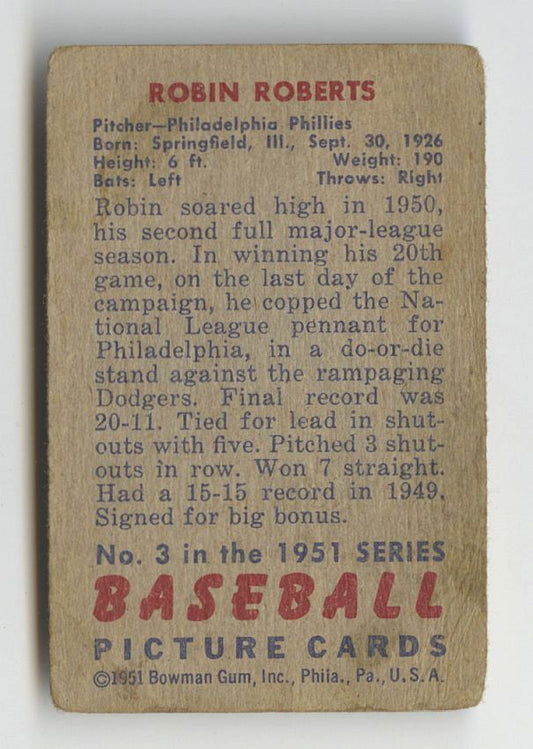 ROBIN ROBERTS
Pitcher—Philadelphia Phillies
Born: Springfield, Ill., Sept. 30, 1926
Height: 6 ft. Weight: 190
Bats: Left Throws: Right
Robin soared high in 1950,
his second full major-league
season. In winning his 20th
game, on the last day of the
campaign, he copped the Na-
tional League pennant for
Philadelphia, in a do-or-die
stand against the rampaging
Dodgers. Final record was
20-11. Tied for lead in shut-
outs with five. Pitched 3 shut-
outs in row. Won 7 straight.
Had a 15-15 record in 1949.
Signed for big bonus.
No. 3 in the 1951 SERIES
BASEBALL
PICTURE CARDS
©1951 Bowman Gum, Inc., Phila., Pa., U.S.A.